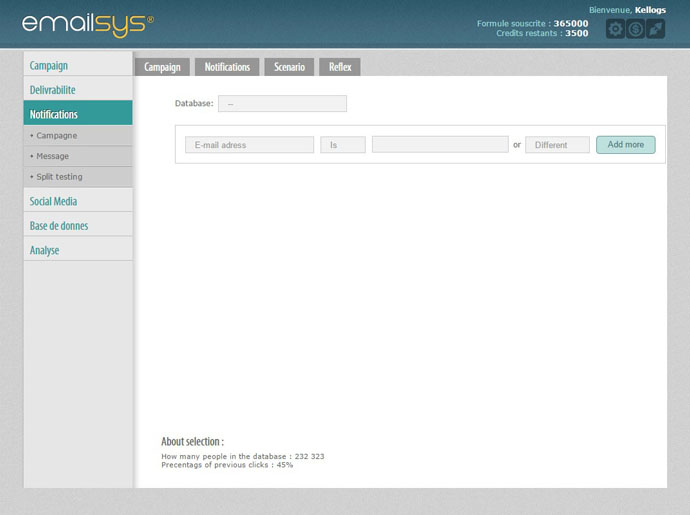 emailsys®
Bienvenue, Kellogs
Formule souscrite : 365000
Credits restants : 3500
Campaign
Delivrabilite
Notifications
• Campagne
• Message
• Split testing
Social Media
Base de donnes
Analyse
Campaign Notifications Scenario Reflex
Database: --
E-mail adress Is or Different Add more
About selection :
How many people in the database : 232 323
Precentags of previous clicks : 45%